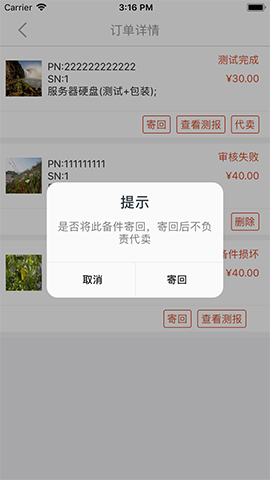 Carrier 3:16 PM
订单详情
测试完成
PN:222222222222
SN:1
¥30.00
服务器硬盘(测试+包装);
寄回 查看测报 代卖
审核失败
PN:111111111
SN:1
¥40.00
删除
提示
是否将此备件寄回，寄回后不负
责代卖
取消 寄回
备件损坏
¥40.00
寄回 查看测报